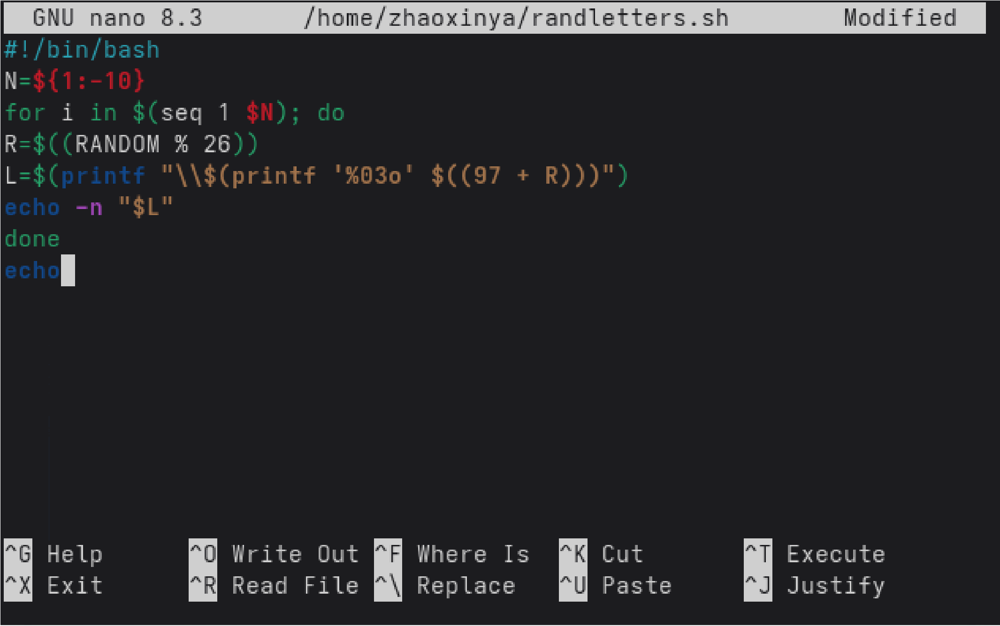 GNU nano 8.3 /home/zhaoxinya/randletters.sh Modified
#!/bin/bash
N=${1:-10}
for i in $(seq 1 $N); do
R=$((RANDOM % 26))
L=$(printf "\\$(printf '%03o' $((97 + R)))")
echo -n "$L"
done
echo
^G Help ^O Write Out ^F Where Is ^K Cut ^T Execute
^X Exit ^R Read File ^\ Replace ^U Paste ^J Justify